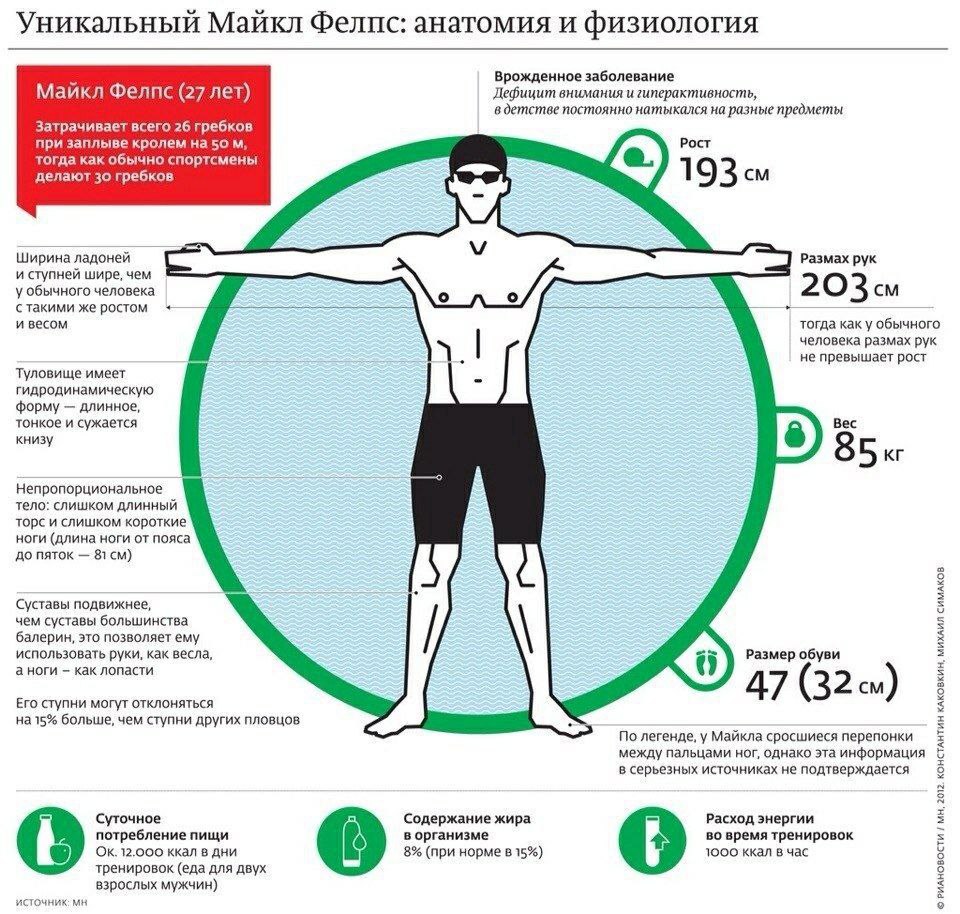 Уникальный Майкл Фелпс: анатомия и физиология
Майкл Фелпс (27 лет)
Затрачивает всего 26 гребков
при заплыве кролем на 50 м,
тогда как обычно спортсмены
делают 30 гребков
Врожденное заболевание
Дефицит внимания и гиперактивность,
в детстве постоянно натыкался на разные предметы
Рост
193 см
Ширина ладоней
и ступней шире, чем
у обычного человека
с такими же ростом
и весом
Размах рук
203 см
тогда как у обычного
человека размах рук
не превышает рост
Туловище имеет
гидродинамическую
форму — длинное,
тонкое и сужается
книзу
Вес
85 кг
Непропорциональное
тело: слишком длинный
торс и слишком короткие
ноги (длина ноги от пояса
до пяток — 81 см)
Суставы подвижнее,
чем суставы большинства
балерин, это позволяет ему
использовать руки, как весла,
а ноги – как лопасти
Его ступни могут отклоняться
на 15% больше, чем ступни других пловцов
Размер обуви
47 (32 см)
По легенде, у Майкла сросшиеся перепонки
между пальцами ног, однако эта информация
в серьезных источниках не подтверждается
Суточное
потребление пищи
Ок. 12.000 ккал в дни
тренировок (еда для двух
взрослых мужчин)
Содержание жира
в организме
8% (при норме в 15%)
Расход энергии
во время тренировок
1000 ккал в час
ИСТОЧНИК: МН
© РИАНОВОСТИ / МН, 2012. КОНСТАНТИН КАКОВКИН, МИХАИЛ СИМАКОВ